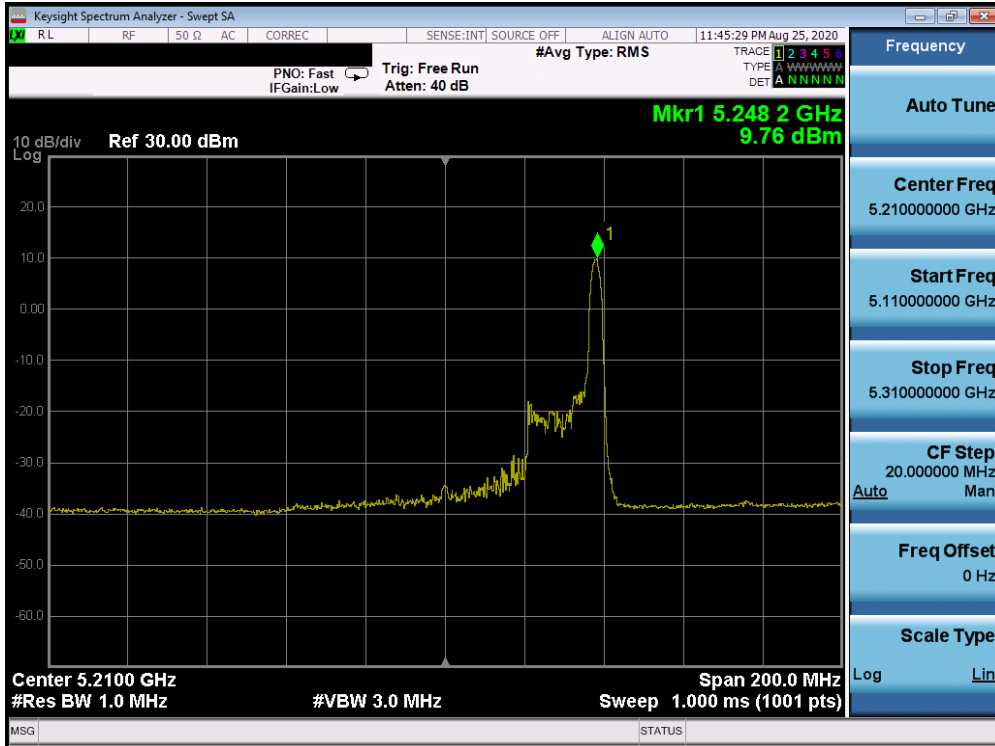 Keysight Spectrum Analyzer - Swept SA
LXI RL RF 50 Ω AC CORREC SENSE:INT SOURCE OFF ALIGN AUTO 11:45:29 PM Aug 25, 2020
#Avg Type: RMS
TRACE 1 2 3 4 5 6
TYPE A WWWWW
DET A N N N N N
PNO: Fast
IFGain:Low
Trig: Free Run
Atten: 40 dB
Mkr1 5.248 2 GHz
9.76 dBm
10 dB/div Ref 30.00 dBm
Log
1
20.0
10.0
0.00
-10.0
-20.0
-30.0
-40.0
-50.0
-60.0
Center 5.2100 GHz Span 200.0 MHz
#Res BW 1.0 MHz #VBW 3.0 MHz Sweep 1.000 ms (1001 pts)
MSG STATUS
Frequency
Auto Tune
Center Freq
5.210000000 GHz
Start Freq
5.110000000 GHz
Stop Freq
5.310000000 GHz
CF Step
20.000000 MHz
Auto Man
Freq Offset
0 Hz
Scale Type
Log Lin